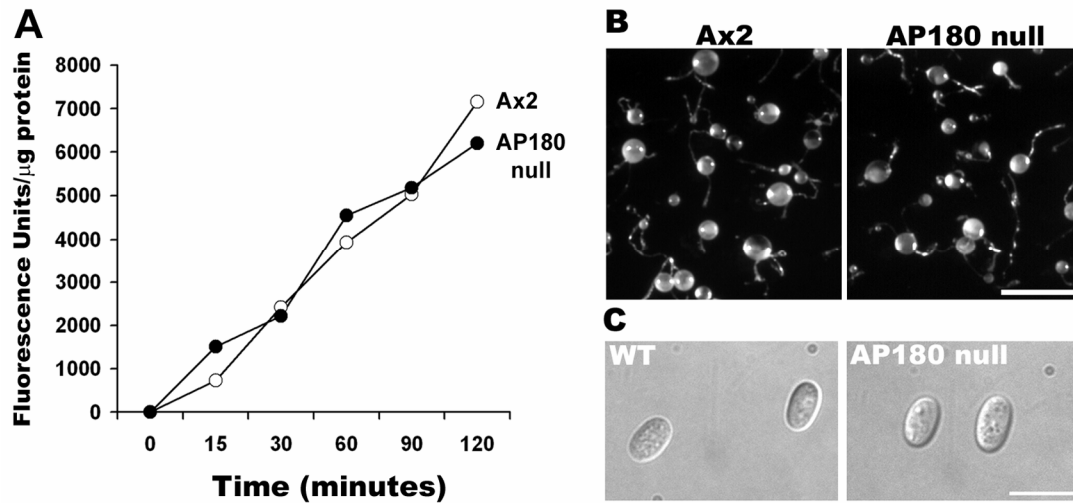 A
Fluorescence Units/µg protein
8000
7000
6000
5000
4000
3000
2000
1000
0
Ax2
AP180
null
0 15 30 60 90 120
Time (minutes)
B
Ax2 AP180 null
C
WT AP180 null